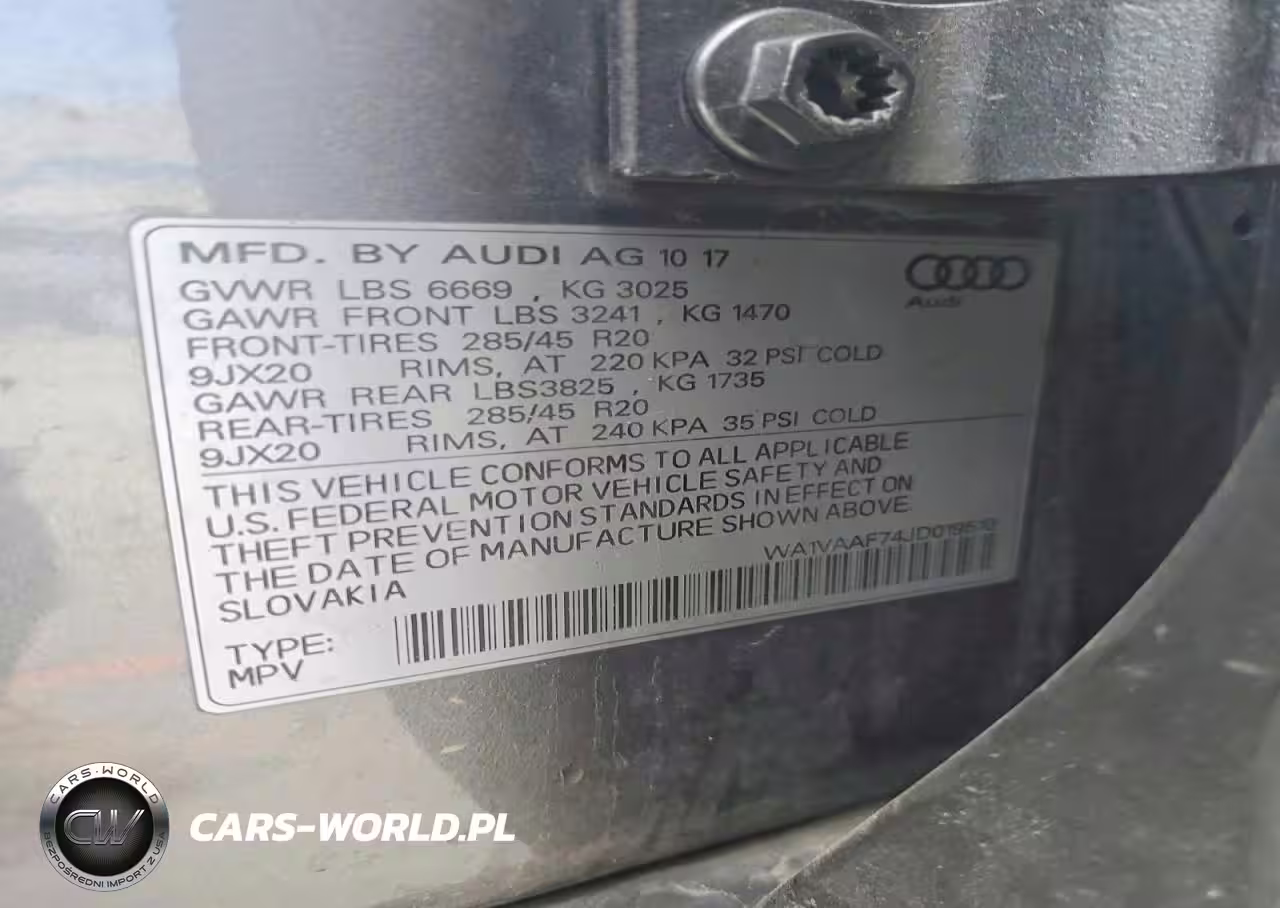 MFD. BY AUDI AG 10 17
GVWR LBS 6669 , KG 3025
GAWR FRONT LBS 3241 , KG 1470
FRONT-TIRES 285/45 R20
9JX20 RIMS, AT 220 KPA 32 PSI COLD
GAWR REAR LBS3825 , KG 1735
REAR-TIRES 285/45 R20
9JX20 RIMS, AT 240 KPA 35 PSI COLD
THIS VEHICLE CONFORMS TO ALL APPLICABLE
U.S. FEDERAL MOTOR VEHICLE SAFETY AND
THEFT PREVENTION STANDARDS IN EFFECT ON
THE DATE OF MANUFACTURE SHOWN ABOVE.
SLOVAKIA
TYPE:
MPV
Audi
CARS-WORLD
CW
BEZPOŚREDNI IMPORT Z USA
CARS-WORLD.PL